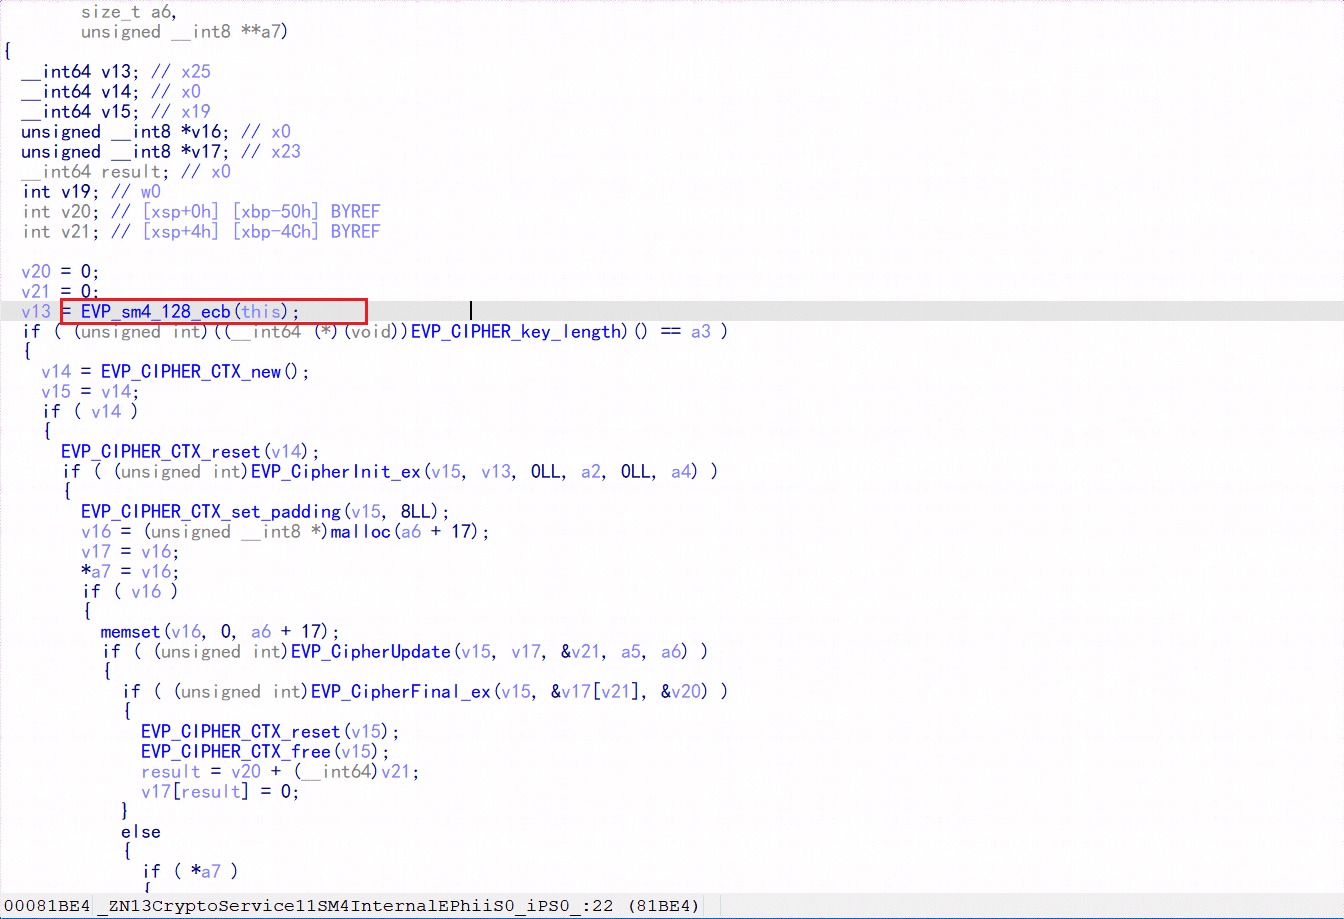 size_t a6,
unsigned __int8 **a7)
{
__int64 v13; // x25
__int64 v14; // x0
__int64 v15; // x19
unsigned __int8 *v16; // x0
unsigned __int8 *v17; // x23
__int64 result; // x0
int v19; // w0
int v20; // [xsp+0h] [xbp-50h] BYREF
int v21; // [xsp+4h] [xbp-4Ch] BYREF
v20 = 0;
v21 = 0;
v13 = EVP_sm4_128_ecb(this);
if ( (unsigned int)((__int64 (*)(void))EVP_CIPHER_key_length)() == a3 )
{
v14 = EVP_CIPHER_CTX_new();
v15 = v14;
if ( v14 )
{
EVP_CIPHER_CTX_reset(v14);
if ( (unsigned int)EVP_CipherInit_ex(v15, v13, 0LL, a2, 0LL, a4) )
{
EVP_CIPHER_CTX_set_padding(v15, 8LL);
v16 = (unsigned __int8 *)malloc(a6 + 17);
v17 = v16;
*a7 = v16;
if ( v16 )
{
memset(v16, 0, a6 + 17);
if ( (unsigned int)EVP_CipherUpdate(v15, v17, &v21, a5, a6) )
{
if ( (unsigned int)EVP_CipherFinal_ex(v15, &v17[v21], &v20) )
{
EVP_CIPHER_CTX_reset(v15);
EVP_CIPHER_CTX_free(v15);
result = v20 + (__int64)v21;
v17[result] = 0;
}
else
{
if ( *a7 )
{
00081BE4 _ZN13CryptoService11SM4InternalEPhiiS0_iPS0_:22 (81BE4)